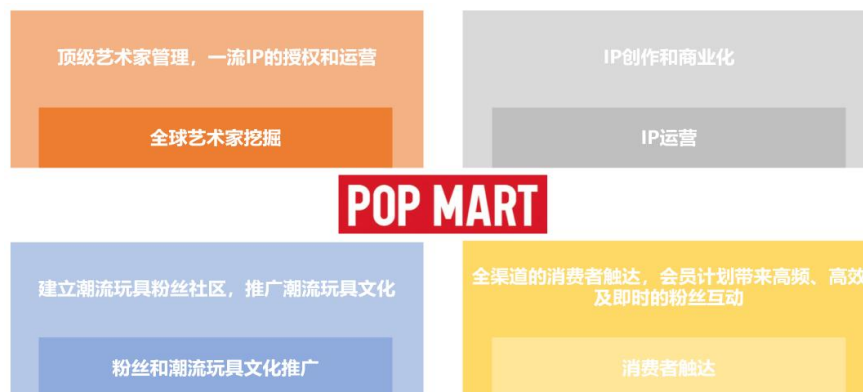 顶级艺术家管理，一流IP的授权和运营
全球艺术家挖掘
IP创作和商业化
IP运营
POP MART
建立潮流玩具粉丝社区，推广潮流玩具文化
粉丝和潮流玩具文化推广
全渠道的消费者触达，会员计划带来高频、高效
及即时的粉丝互动
消费者触达